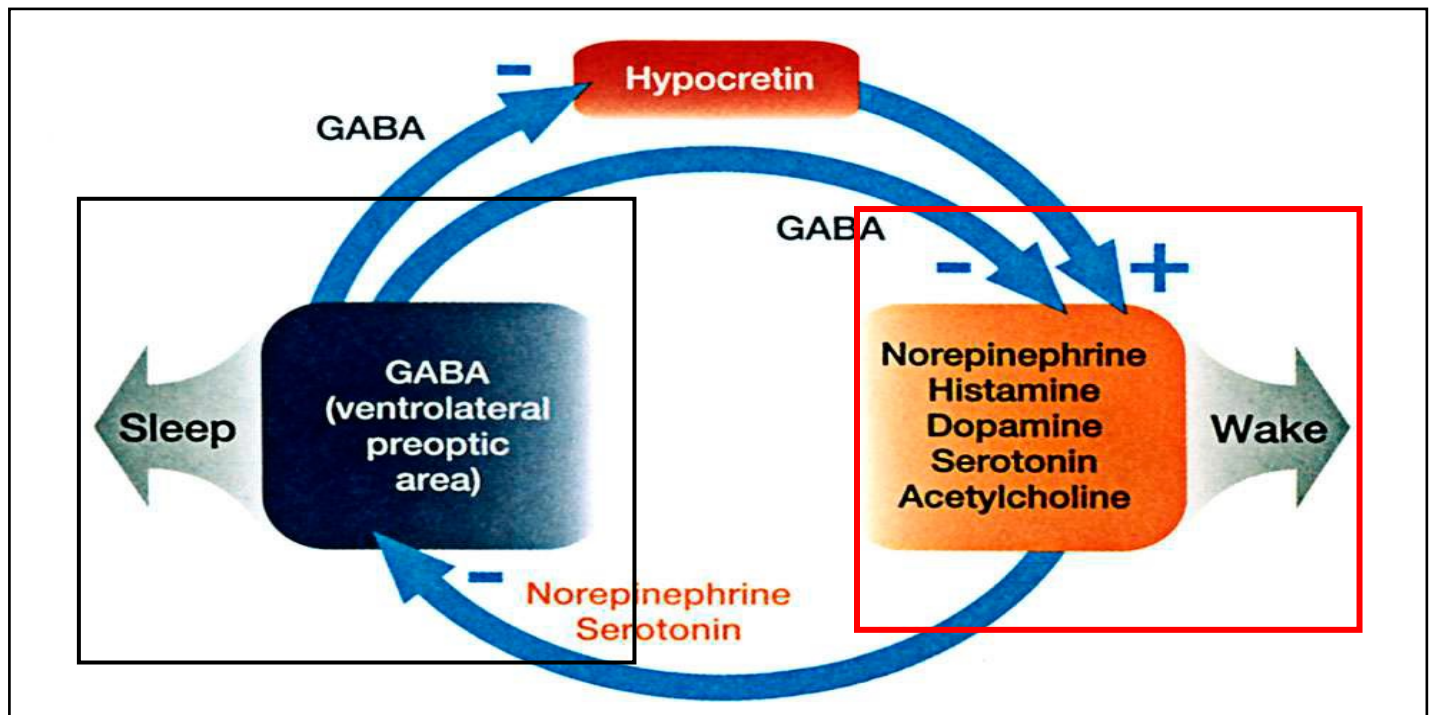 -
Hypocretin
GABA
GABA
-
+
GABA
(ventrolateral
preoptic
area)
Sleep
Norepinephrine
Histamine
Dopamine
Serotonin
Acetylcholine
Wake
-
Norepinephrine
Serotonin